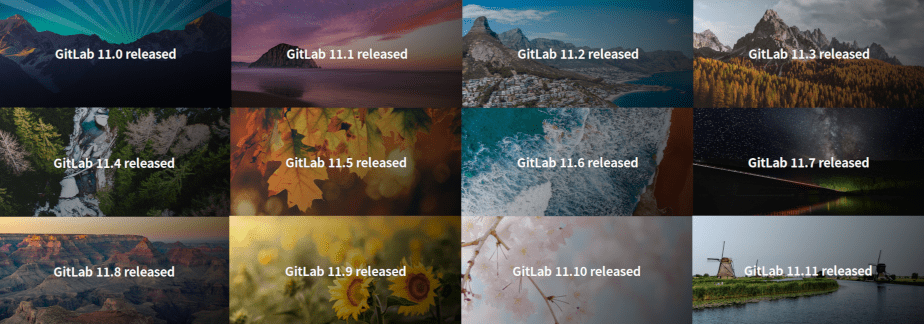 GitLab 11.0 released
GitLab 11.1 released
GitLab 11.2 released
GitLab 11.3 released
GitLab 11.4 released
GitLab 11.5 released
GitLab 11.6 released
GitLab 11.7 released
GitLab 11.8 released
GitLab 11.9 released
GitLab 11.10 released
GitLab 11.11 released